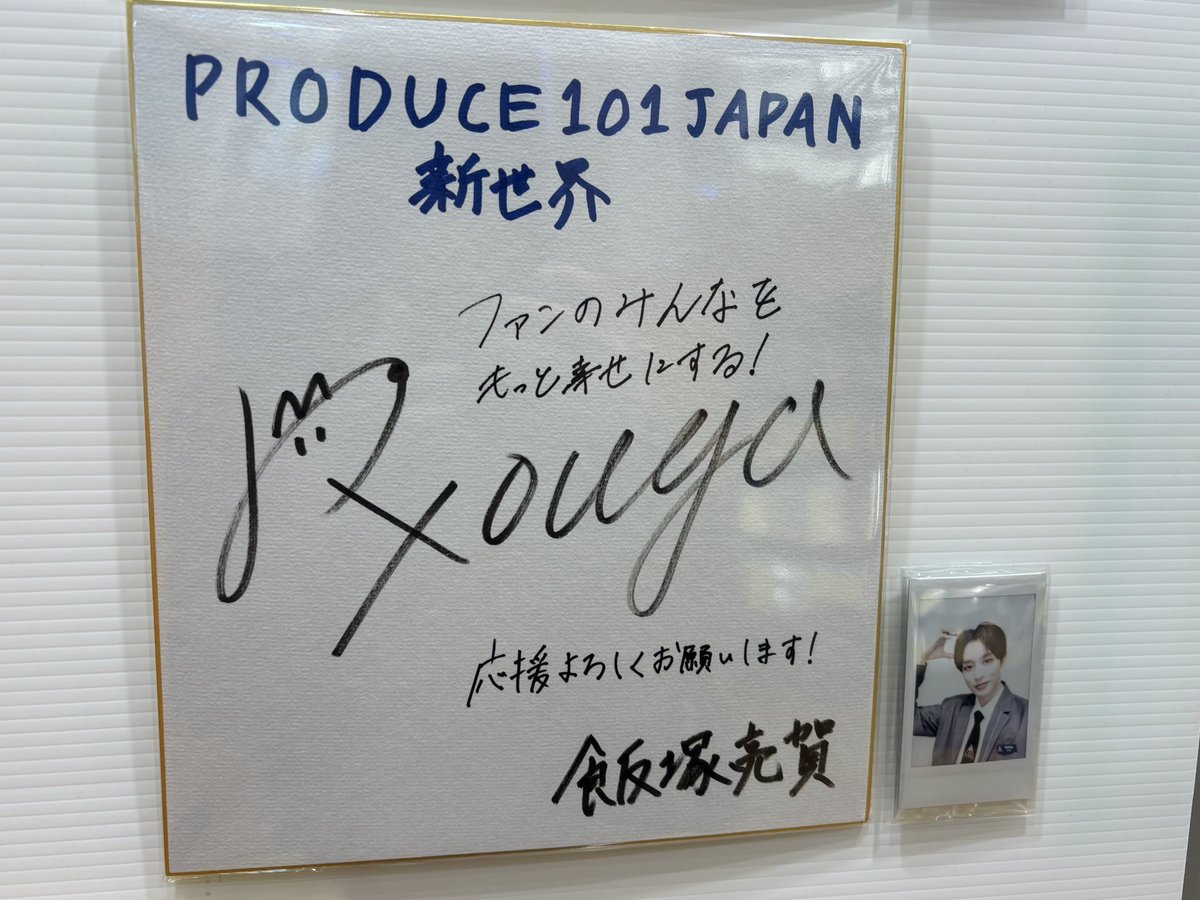 PRODUCE 101 JAPAN
新世界
ファンのみんなを
もっと幸せにする!
Ryouga
応援よろしくお願いします!
飯塚亮賀